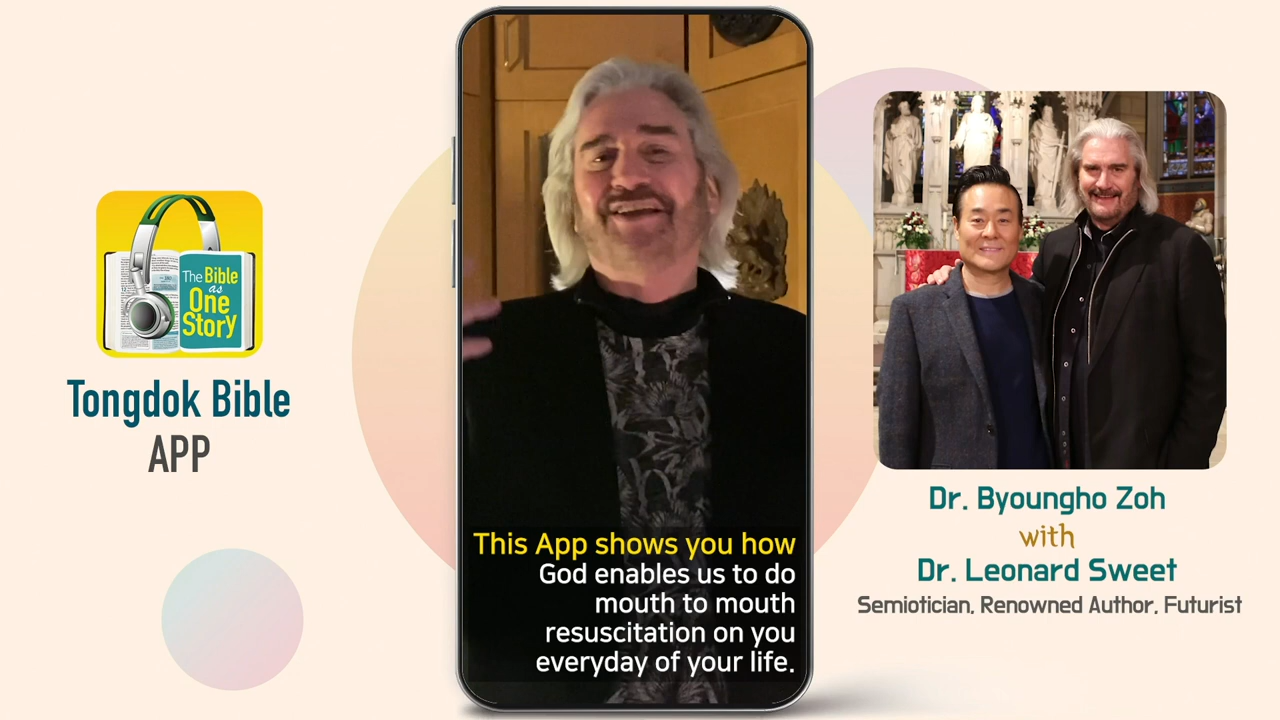 The Bible
as
One
Story
Tongdok Bible
APP
This App shows you how
God enables us to do
mouth to mouth
resuscitation on you
everyday of your life.
Dr. Byoungho Zoh
with
Dr. Leonard Sweet
Semiotician, Renowned Author, Futurist